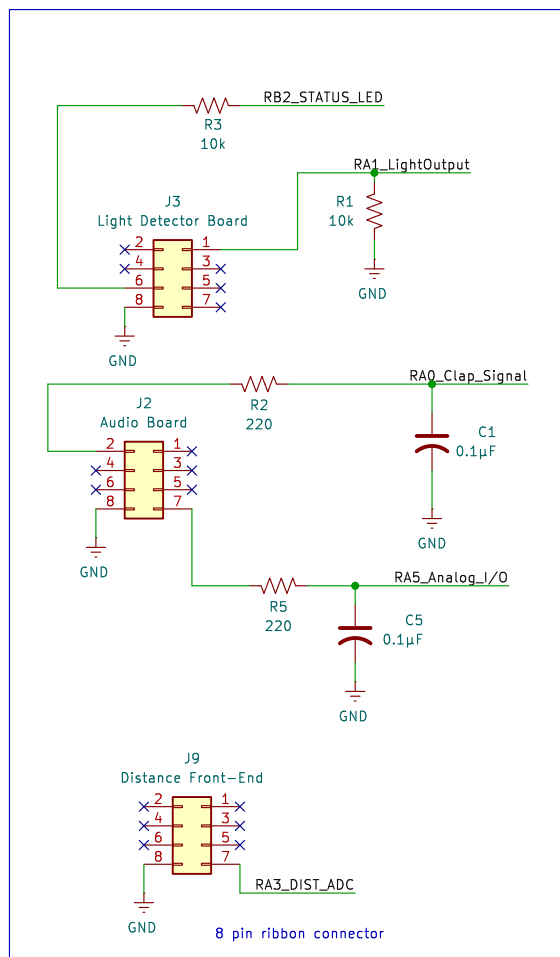 RB2_STATUS_LED
R3
10k
RA1_LightOutput
J3
Light Detector Board
R1
10k
2 1
4 3
6 5
8 7
GND
GND
RA0_Clap_Signal
R2
220
J2
Audio Board
C1
0.1µF
2 1
4 3
6 5
8 7
GND
GND
RA5_Analog_I/O
R5
220
C5
0.1µF
GND
J9
Distance Front-End
2 1
4 3
6 5
8 7
RA3_DIST_ADC
GND
8 pin ribbon connector